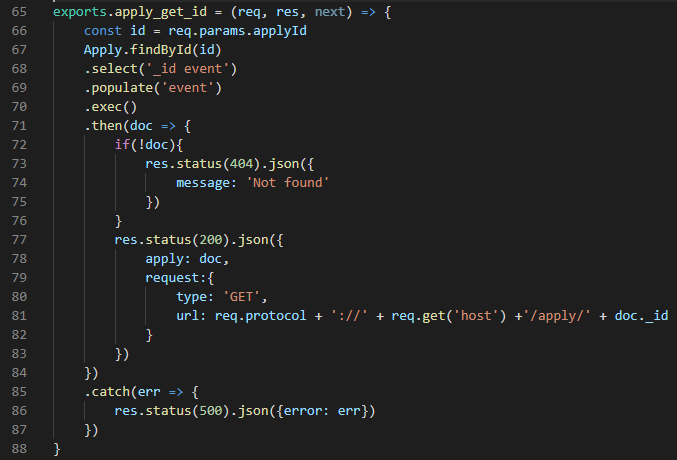 65 exports.apply_get_id = (req, res, next) => {
66 const id = req.params.applyId
67 Apply.findById(id)
68 .select('_id event')
69 .populate('event')
70 .exec()
71 .then(doc => {
72 if(!doc){
73 res.status(404).json({
74 message: 'Not found'
75 })
76 }
77 res.status(200).json({
78 apply: doc,
79 request:{
80 type: 'GET',
81 url: req.protocol + '://' + req.get('host') +'/apply/' + doc._id
82 }
83 })
84 })
85 .catch(err => {
86 res.status(500).json({error: err})
87 })
88 }